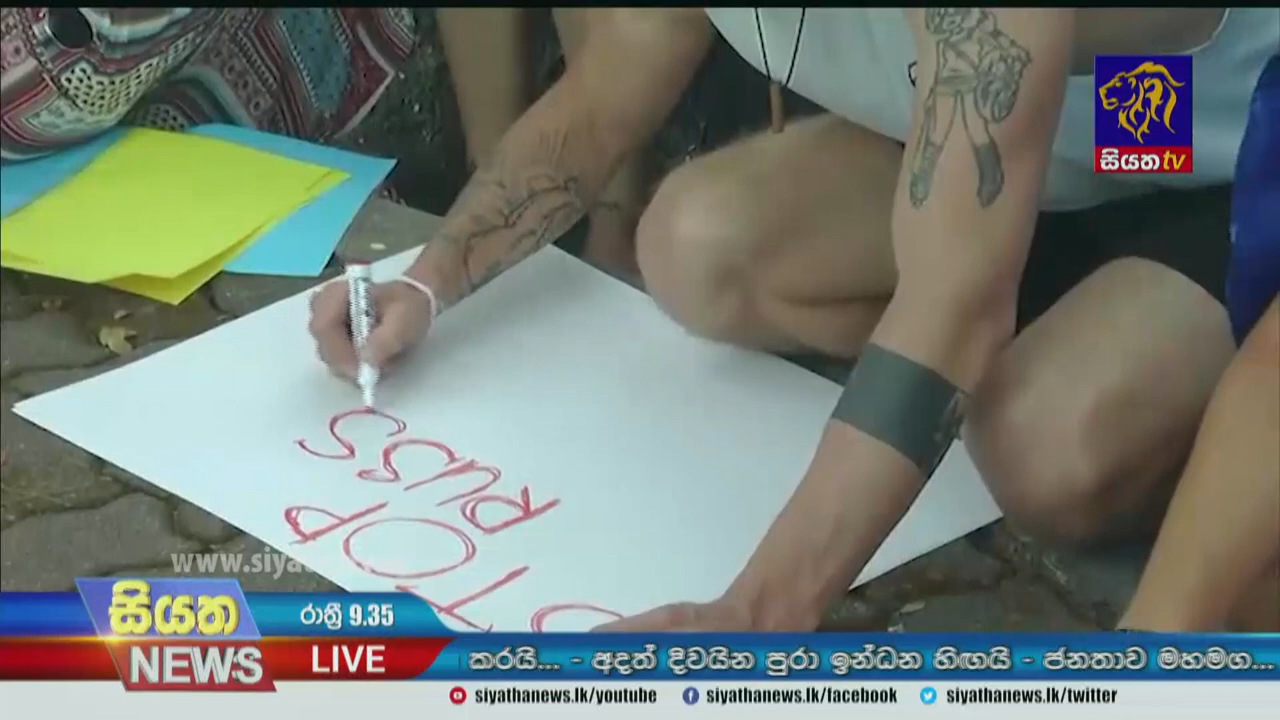 සියත tv
STOP
RUSS
www.siy
සියත
NEWS
රාත්‍රී 9.35
LIVE
කරයි... - අදත් දිවයින පුරා ඉන්ධන හිඟයි - ජනතාව මහමග...
siyathanews.lk/youtube
siyathanews.lk/facebook
siyathanews.lk/twitter